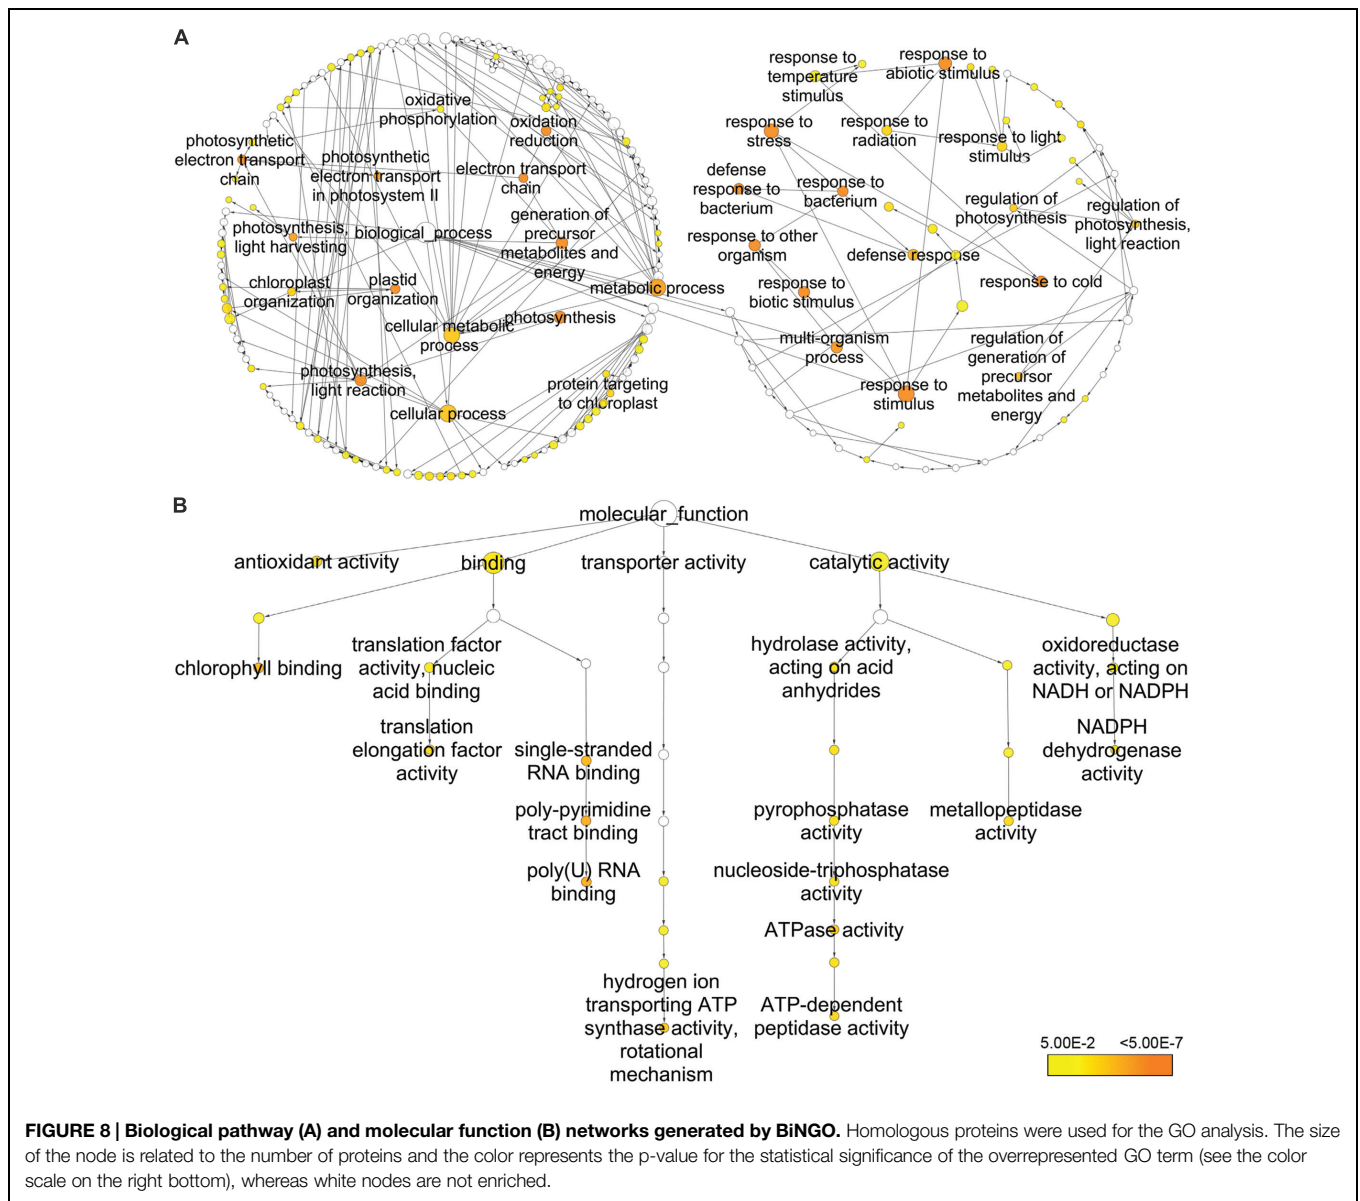 A
oxidative
phosphorylation
oxidation
reduction
photosynthetic
electron transport
chain
photosynthetic
electron transport
in photosystem II
electron transport
chain
generation of
precursor
metabolites and
energy
photosynthesis,
light harvesting
biological_process
chloroplast
organization
plastid
organization
metabolic process
cellular metabolic
process
photosynthesis
photosynthesis,
light reaction
protein targeting
to chloroplast
cellular process
response to
temperature
stimulus
response to
abiotic stimulus
response to
stress
response to
radiation
response to light
stimulus
defense
response to
bacterium
response to
bacterium
regulation of
photosynthesis
regulation of
photosynthesis,
light reaction
response to other
organism
defense response
response to
biotic stimulus
response to cold
multi-organism
process
regulation of
generation of
precursor
metabolites and
energy
response to
stimulus
B
molecular_function
antioxidant activity
binding
transporter activity
catalytic activity
chlorophyll binding
translation factor
activity, nucleic
acid binding
hydrolase activity,
acting on acid
anhydrides
oxidoreductase
activity, acting on
NADH or NADPH
translation
elongation factor
activity
single-stranded
RNA binding
NADPH
dehydrogenase
activity
poly-pyrimidine
tract binding
pyrophosphatase
activity
metallopeptidase
activity
poly(U) RNA
binding
nucleoside-triphosphatase
activity
ATPase activity
hydrogen ion
transporting ATP
synthase activity,
rotational
mechanism
ATP-dependent
peptidase activity
5.00E-2 <5.00E-7
FIGURE 8 | Biological pathway (A) and molecular function (B) networks generated by BiNGO. Homologous proteins were used for the GO analysis. The size
of the node is related to the number of proteins and the color represents the p-value for the statistical significance of the overrepresented GO term (see the color
scale on the right bottom), whereas white nodes are not enriched.